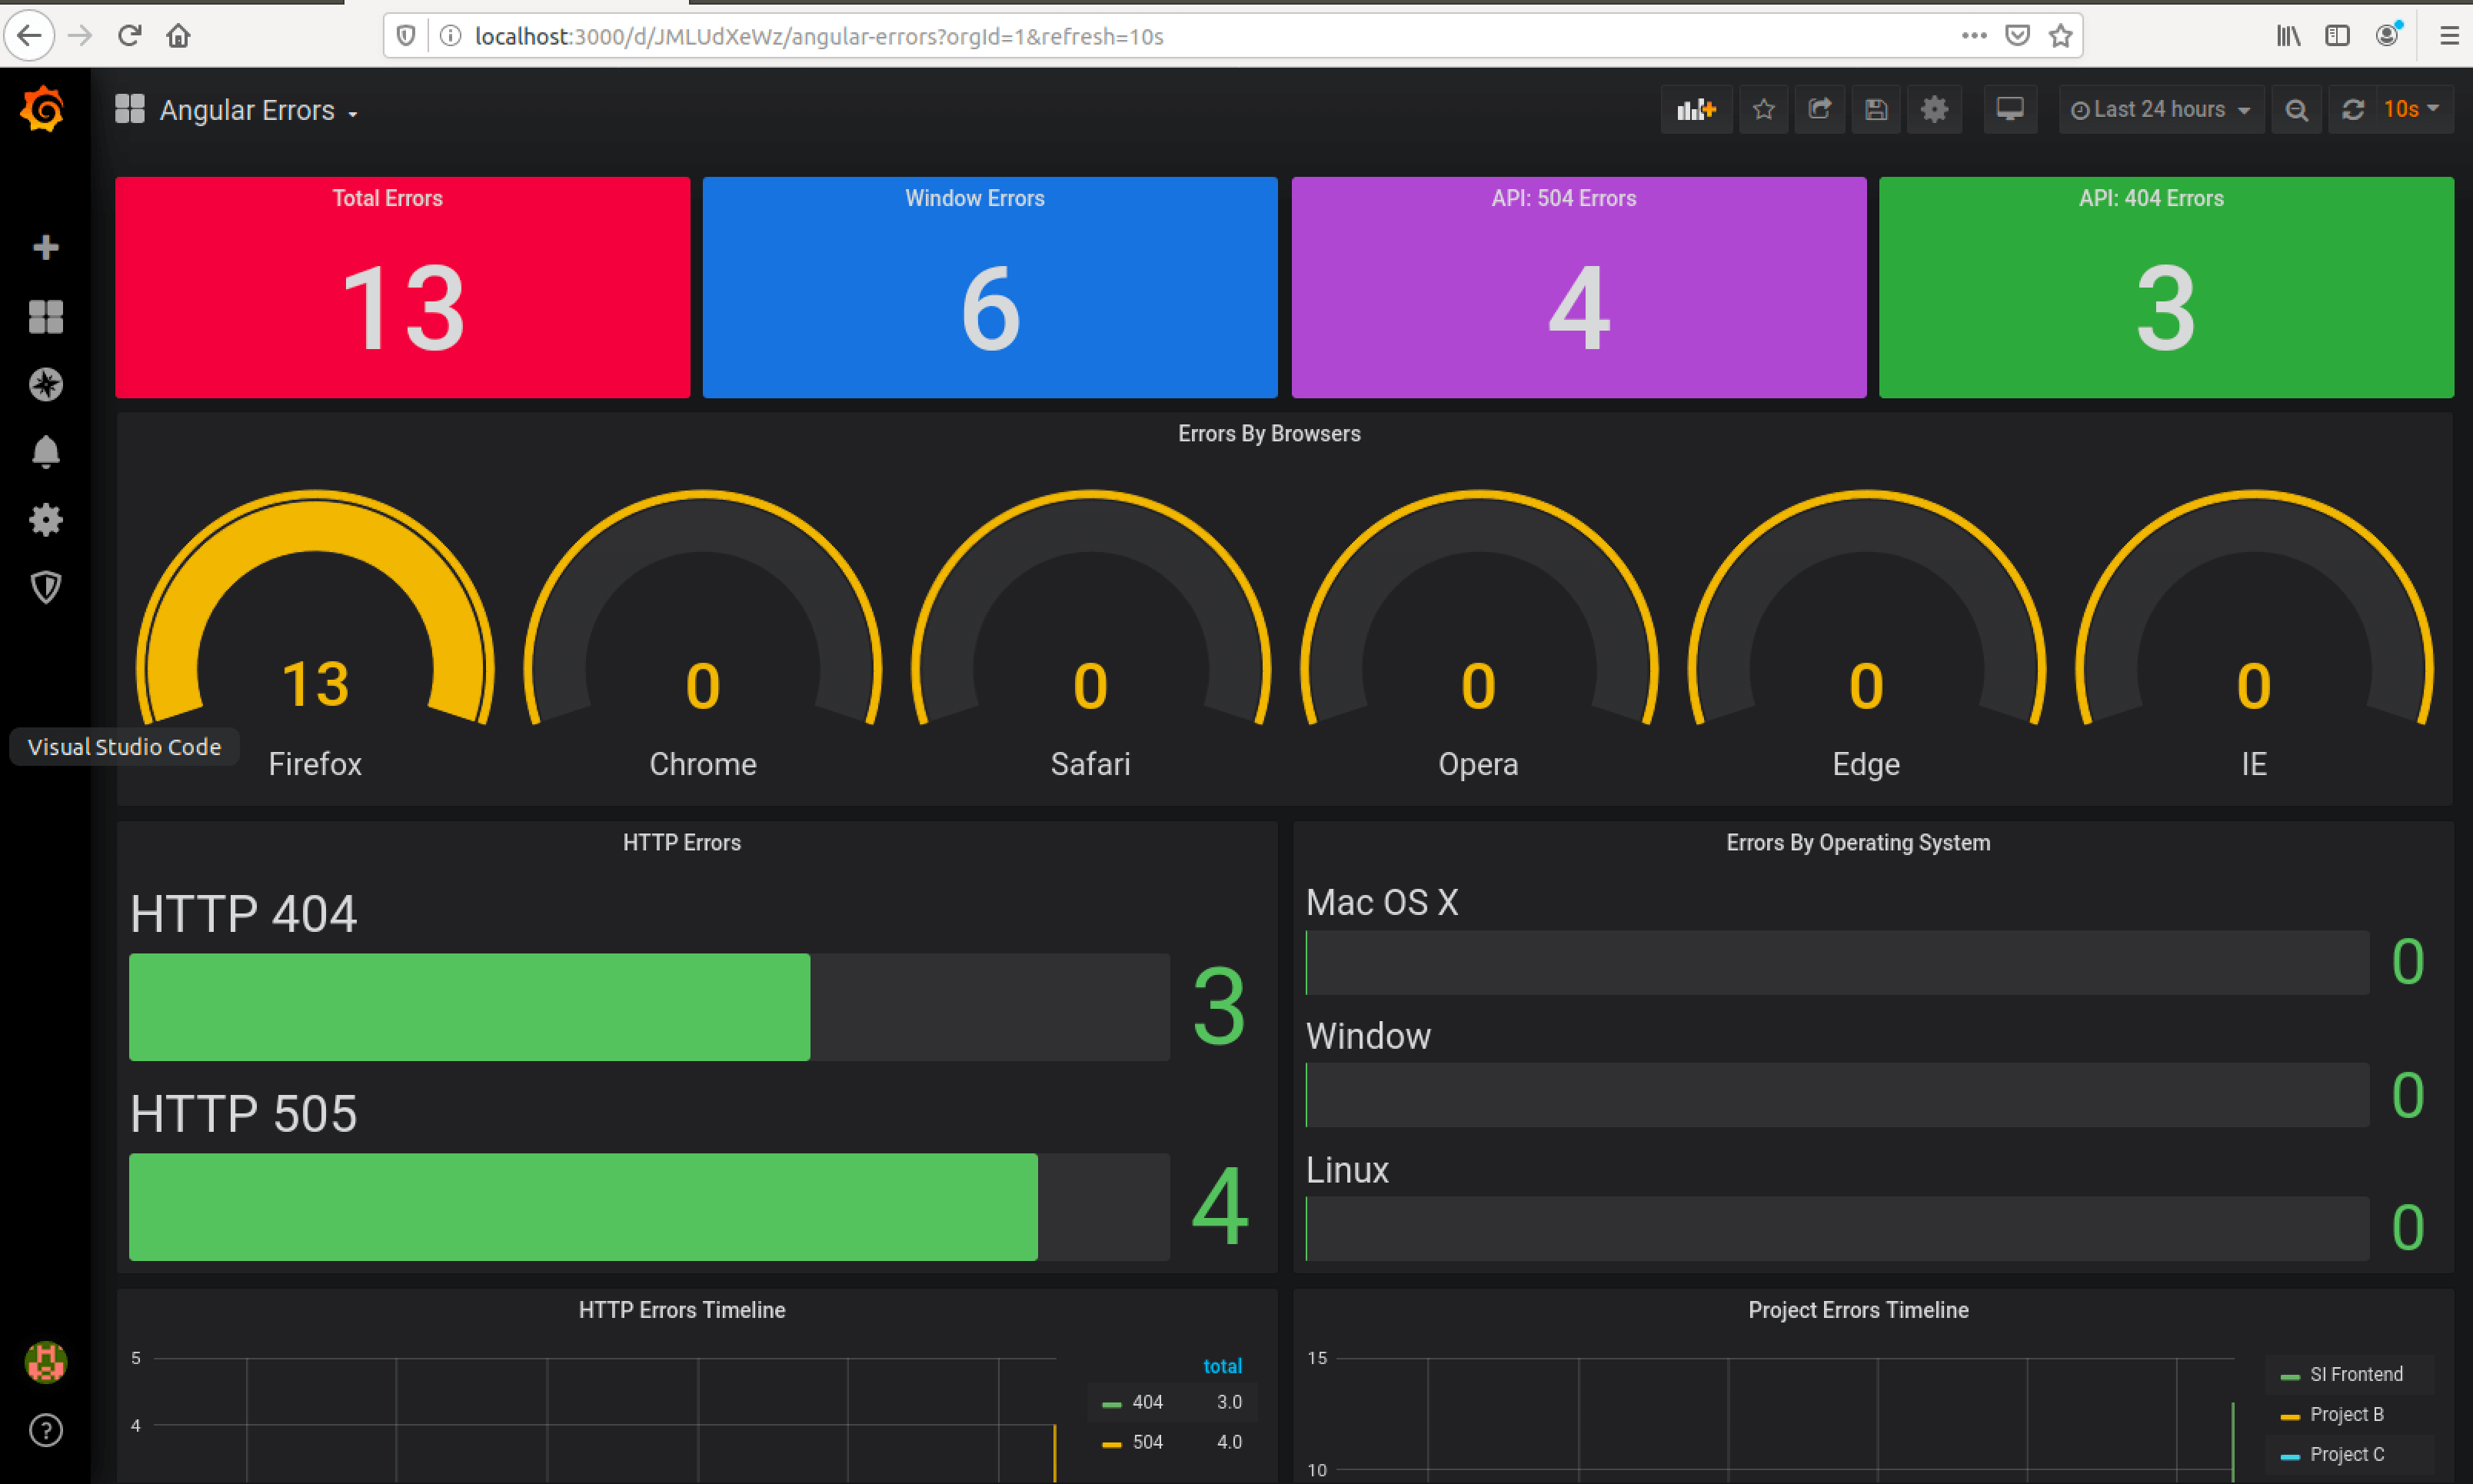 localhost:3000/d/JMLUdXeWz/angular-errors?orgId=1&refresh=10s
Angular Errors
Last 24 hours
10s
Total Errors
13
Window Errors
6
API: 504 Errors
4
API: 404 Errors
3
Errors By Browsers
13
Firefox
0
Chrome
0
Safari
0
Opera
0
Edge
0
IE
Visual Studio Code
HTTP Errors
HTTP 404
3
HTTP 505
4
Errors By Operating System
Mac OS X
0
Window
0
Linux
0
HTTP Errors Timeline
5
4
total
404 3.0
504 4.0
Project Errors Timeline
15
10
SI Frontend
Project B
Project C